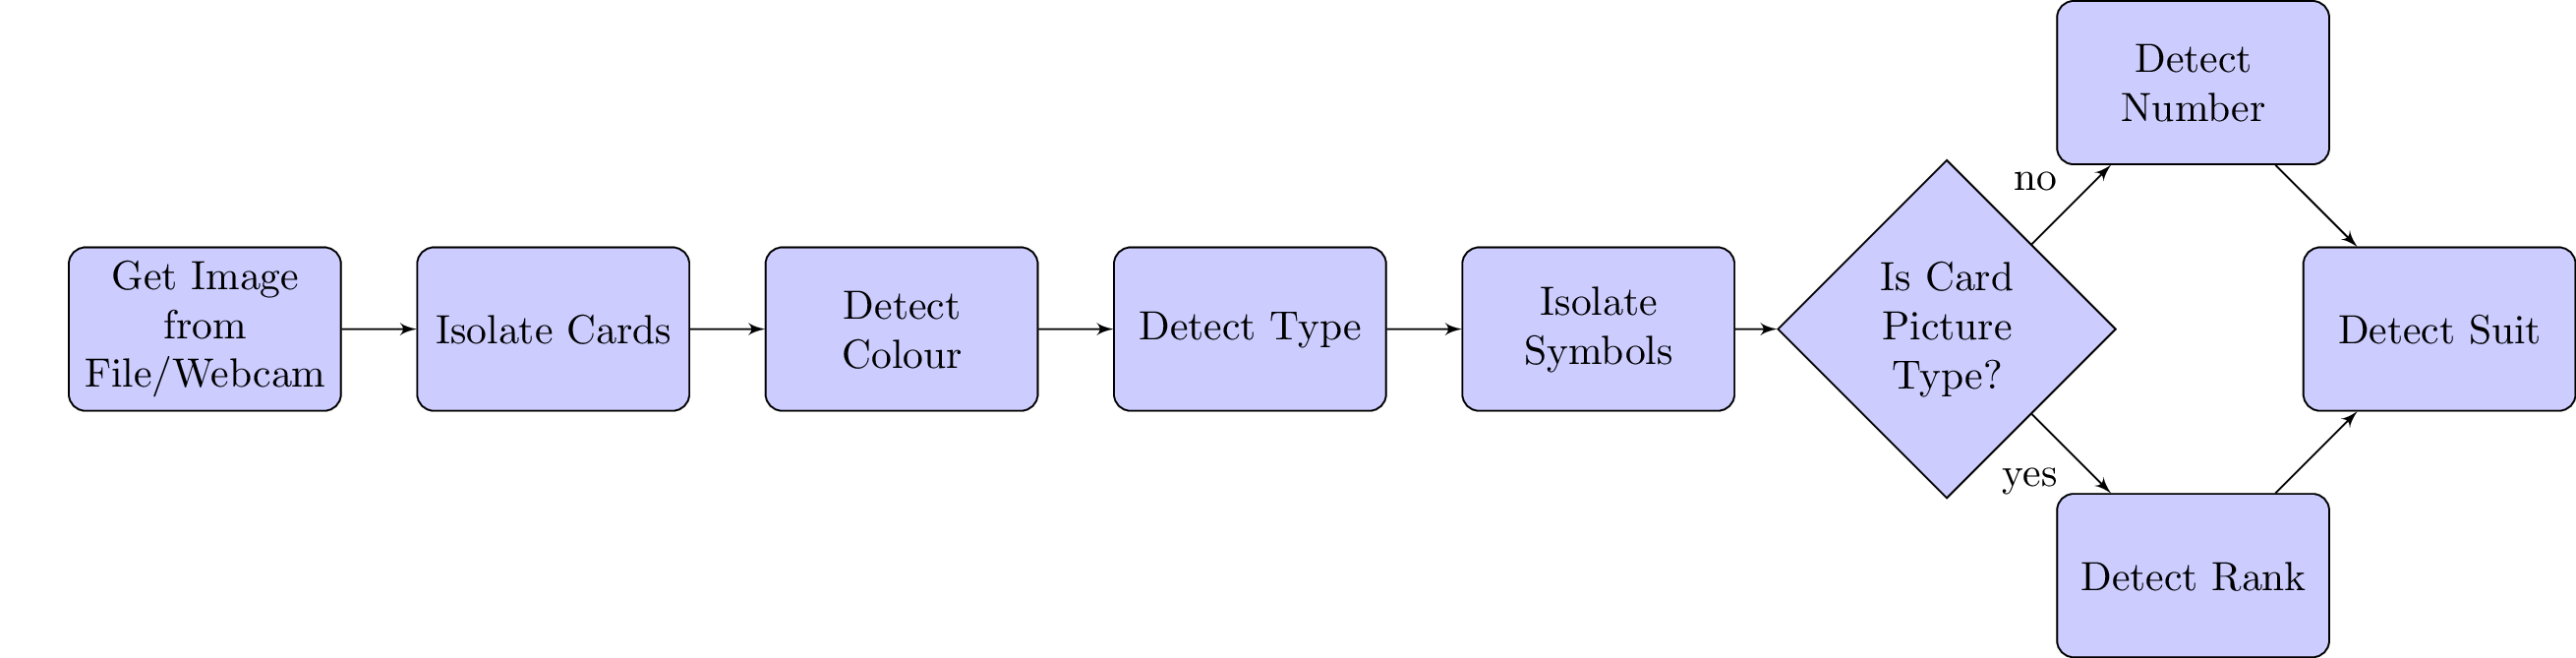 Get Image
from
File/Webcam
Isolate Cards
Detect
Colour
Detect Type
Isolate
Symbols
Is Card
Picture
Type?
no
Detect
Number
yes
Detect Rank
Detect Suit